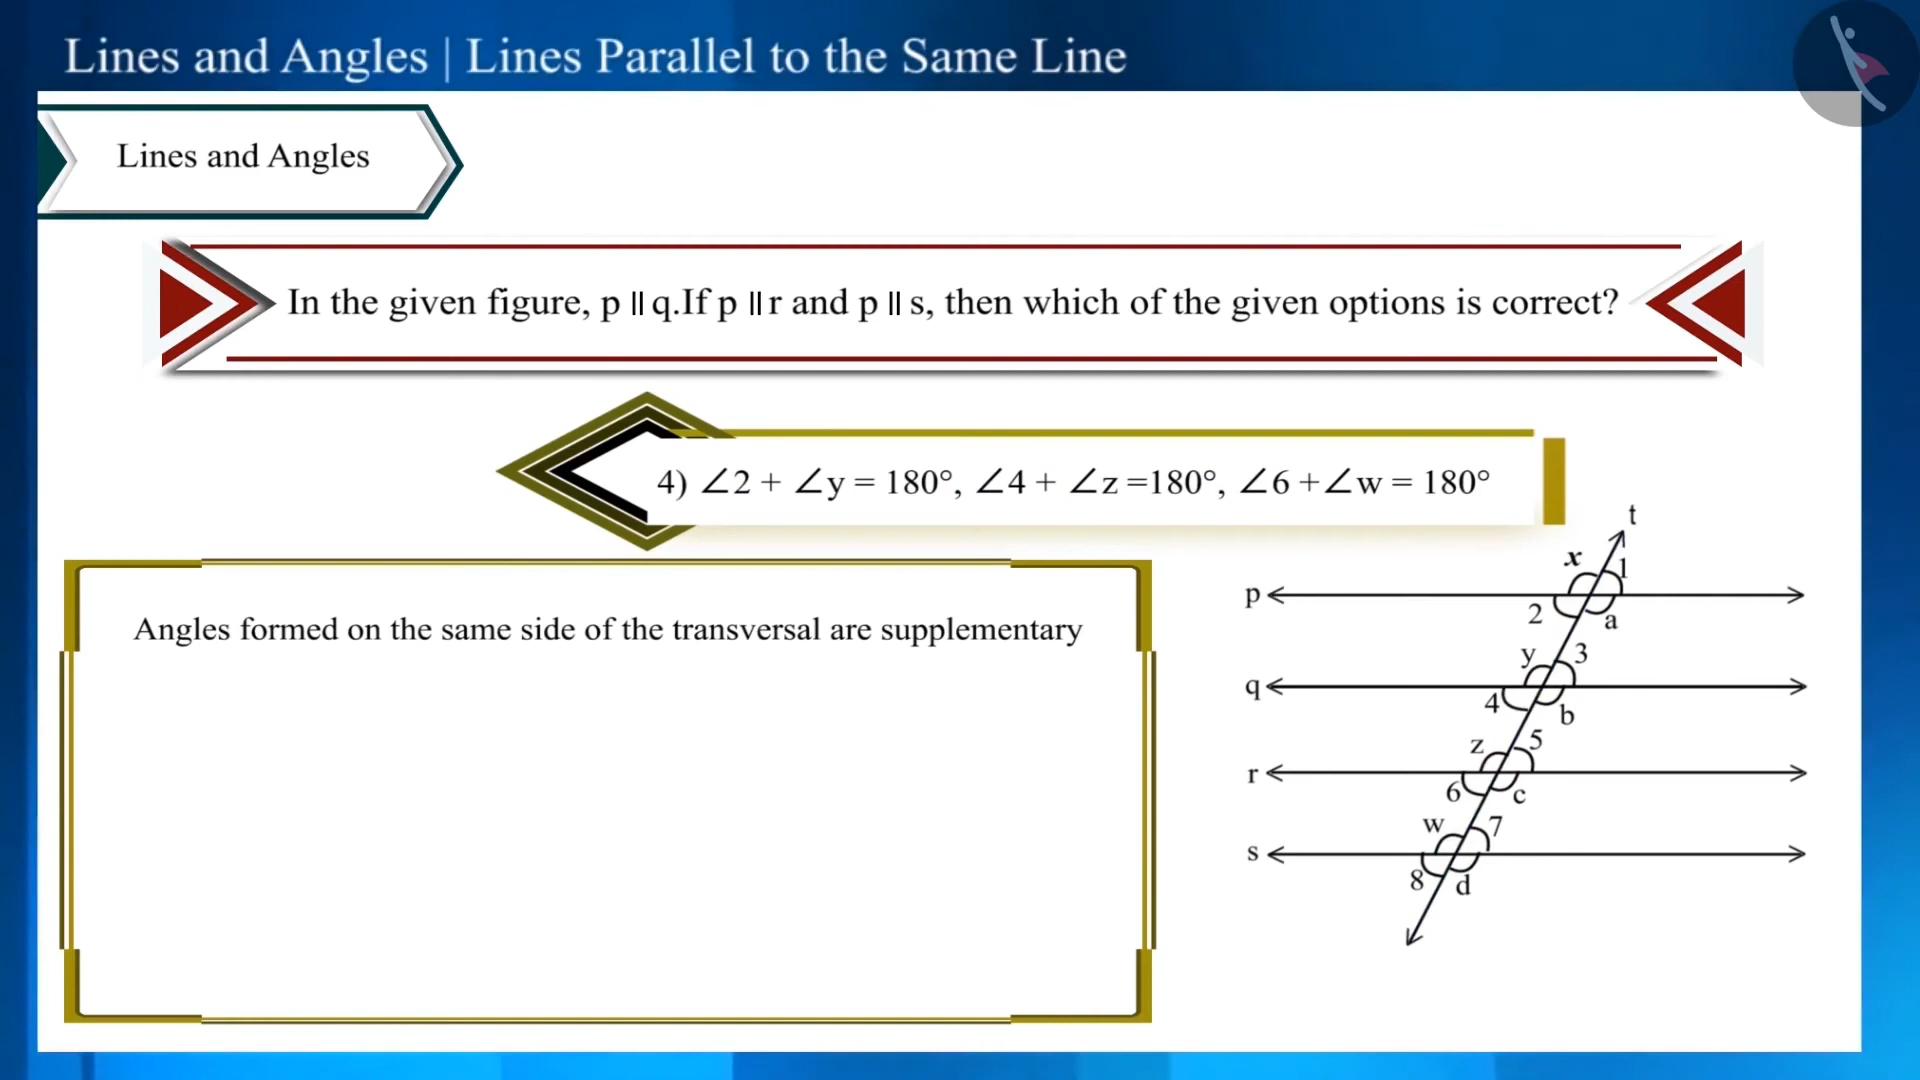 Lines and Angles | Lines Parallel to the Same Line
Lines and Angles
In the given figure, p ॥ q.If p ॥ r and p ॥ s, then which of the given options is correct?
4) ∠2 + ∠y = 180°, ∠4 + ∠z =180°, ∠6 +∠w = 180°
Angles formed on the same side of the transversal are supplementary
t
x 1
p
2 a
y 3
q
4 b
z 5
r
6 c
w 7
s
8 d